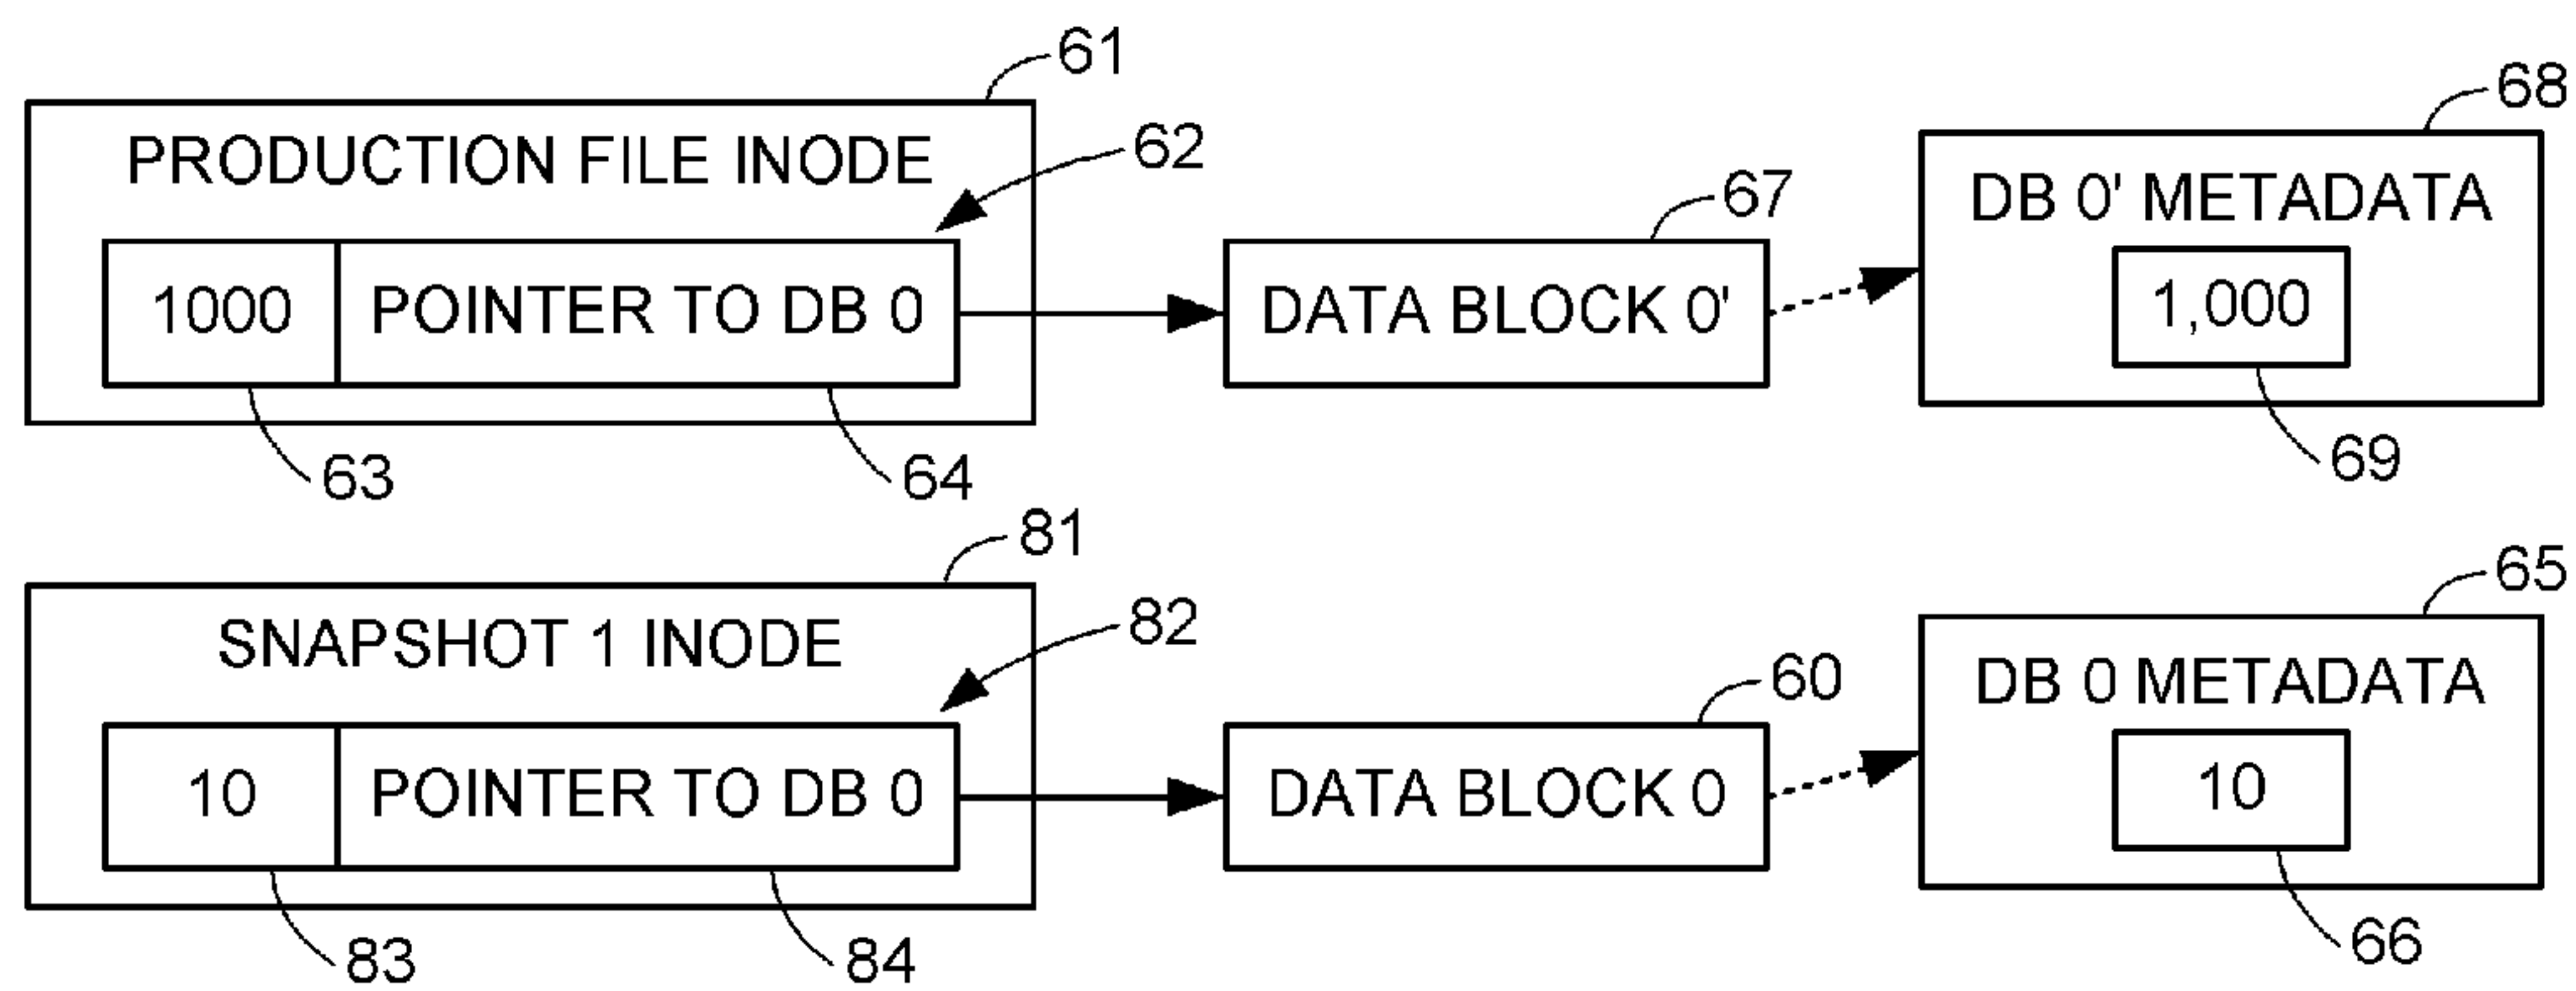 61
PRODUCTION FILE INODE
62
1000 POINTER TO DB 0
63
64
67
DATA BLOCK 0'
68
DB 0' METADATA
1,000
69
81
SNAPSHOT 1 INODE
82
10 POINTER TO DB 0
83
84
60
DATA BLOCK 0
65
DB 0 METADATA
10
66